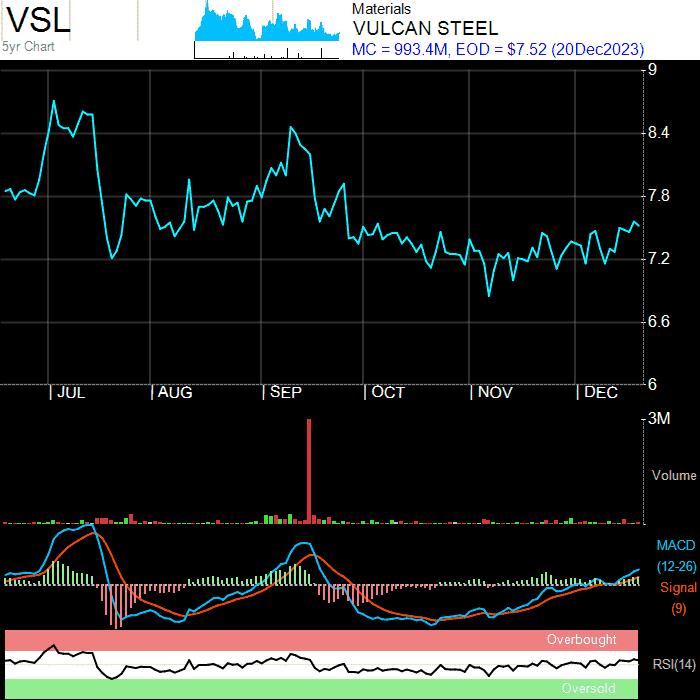 VSL
5yr Chart
Materials
VULCAN STEEL
MC = 993.4M, EOD = $7.52 (20Dec2023)
9
8.4
7.8
7.2
6.6
6
JUL AUG SEP OCT NOV DEC
3M
Volume
MACD
(12-26)
Signal
(9)
Overbought
RSI(14)
Oversold